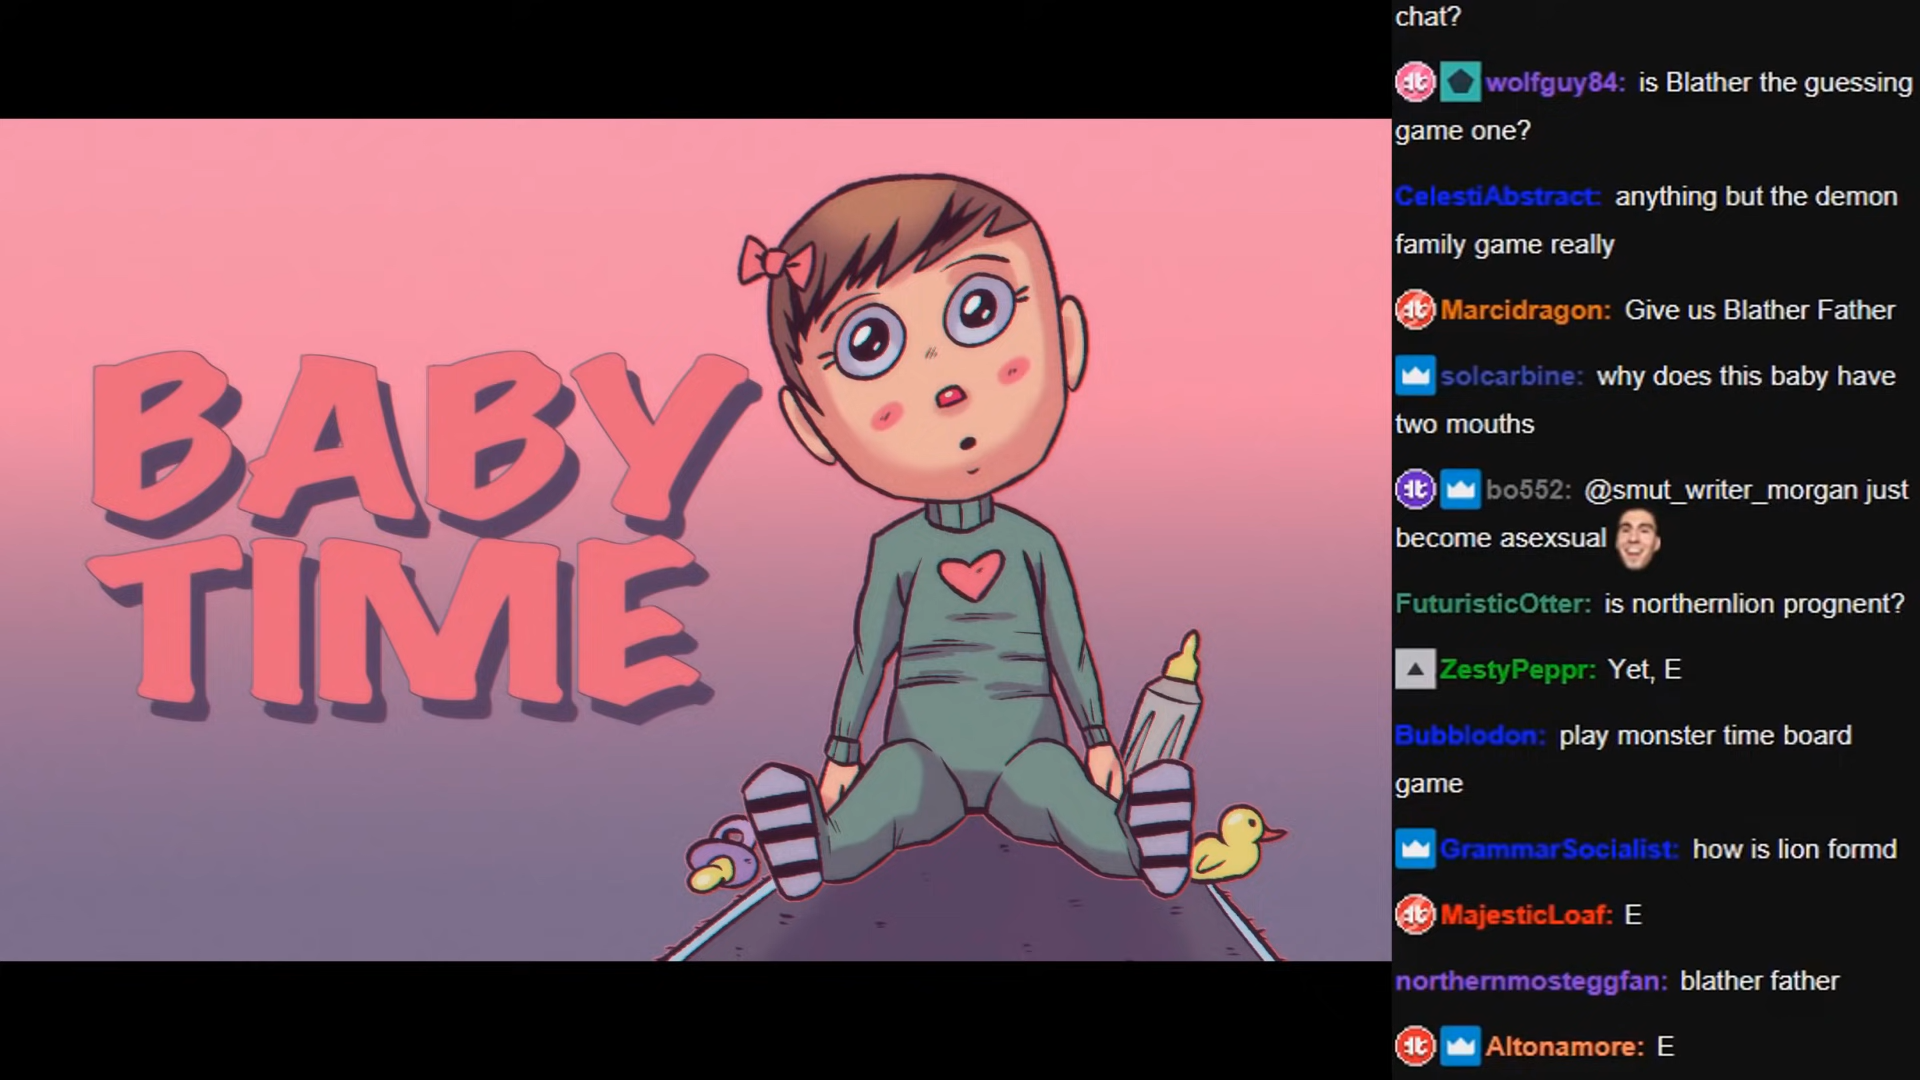 BABY
TIME
chat?
wolfguy84: is Blather the guessing
game one?
CelestiAbstract: anything but the demon
family game really
Marcidragon: Give us Blather Father
solcarbine: why does this baby have
two mouths
bo552: @smut_writer_morgan just
become asexsual
FuturisticOtter: is northernlion prognent?
ZestyPeppr: Yet, E
Bubblodon: play monster time board
game
GrammarSocialist: how is lion formd
MajesticLoaf: E
northernmosteggfan: blather father
Altonamore: E